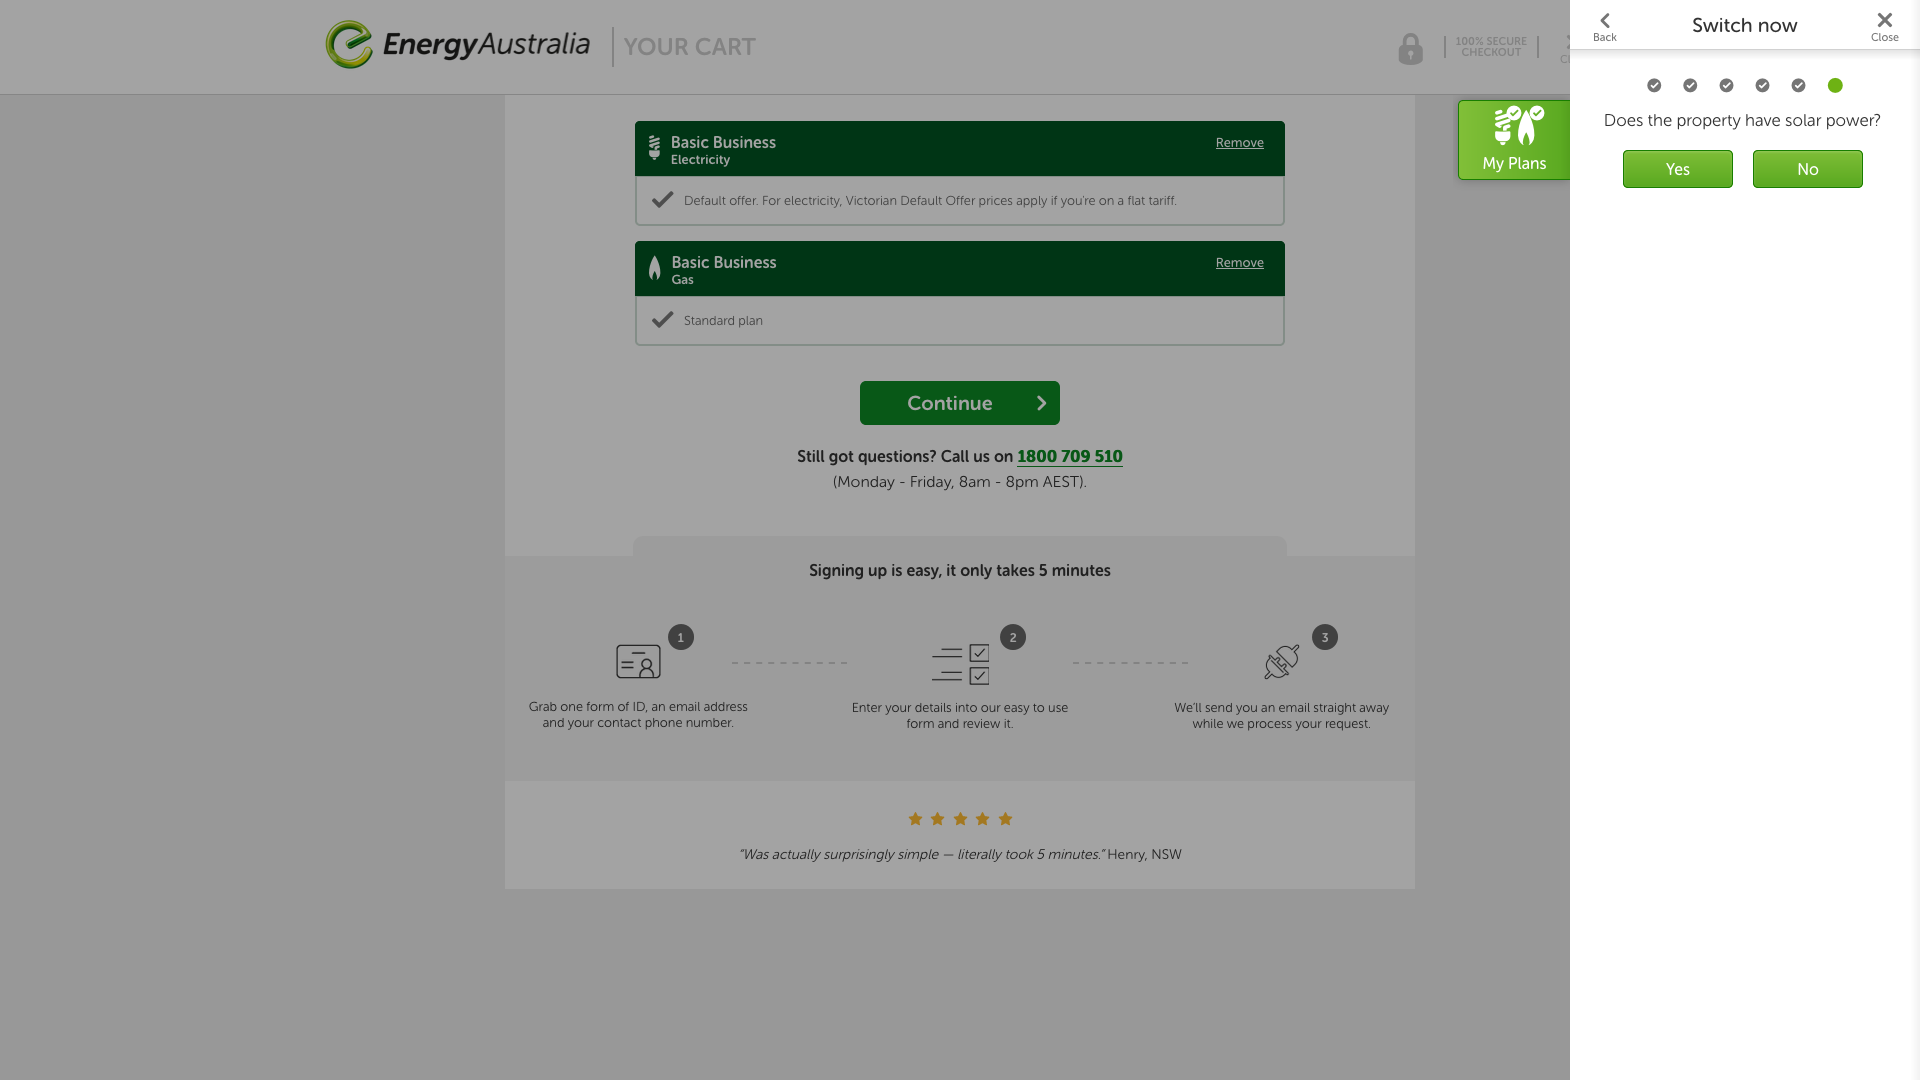 EnergyAustralia
YOUR CART
100% SECURE
CHECKOUT
Back
Switch now
Close
Does the property have solar power?
Yes
No
My Plans
Basic Business
Electricity
Remove
Default offer. For electricity, Victorian Default Offer prices apply if you're on a flat tariff.
Basic Business
Gas
Remove
Standard plan
Continue
Still got questions? Call us on 1800 709 510
(Monday - Friday, 8am - 8pm AEST).
Signing up is easy, it only takes 5 minutes
1
2
3
Grab one form of ID, an email address
and your contact phone number.
Enter your details into our easy to use
form and review it.
We'll send you an email straight away
while we process your request.
"Was actually surprisingly simple — literally took 5 minutes." Henry, NSW